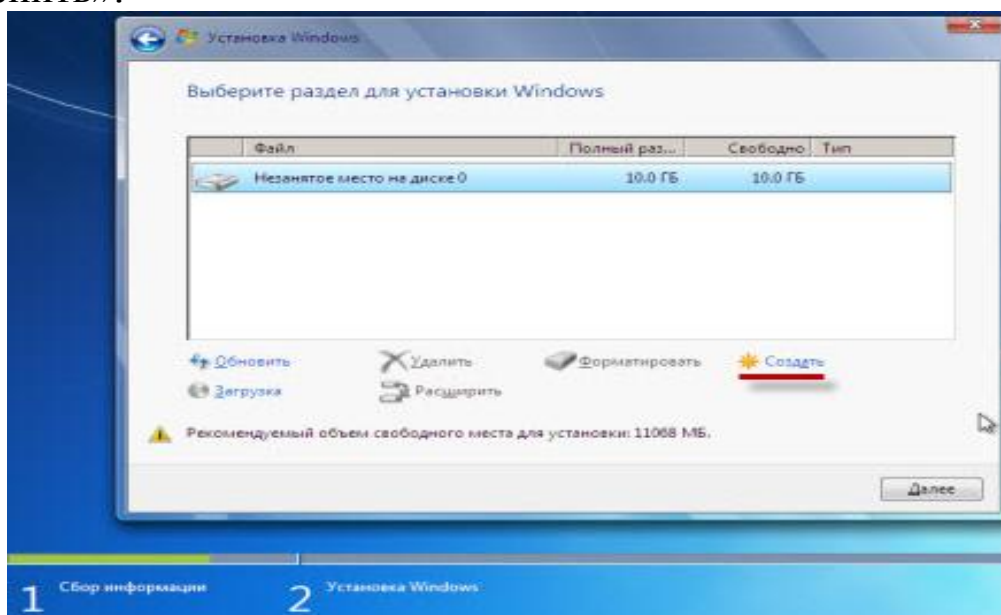 Установка Windows
Выберите раздел для установки Windows
Файл Полный раз... Свободно Тип
Незанятое место на диске 0 10.0 ГБ 10.0 ГБ
Обновить Удалить Форматировать Создать
Загрузка Расширить
Рекомендуемый объем свободного места для установки: 11068 МБ.
Далее
1 Сбор информации 2 Установка Windows